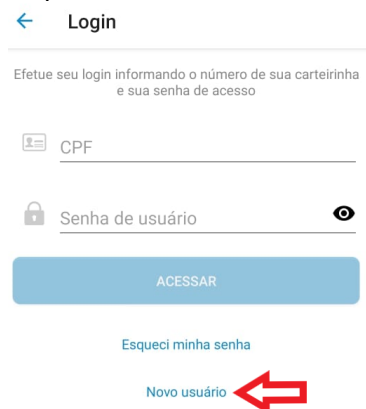 Login
Efetue seu login informando o número de sua carteirinha
e sua senha de acesso
CPF
Senha de usuário
ACESSAR
Esqueci minha senha
Novo usuário